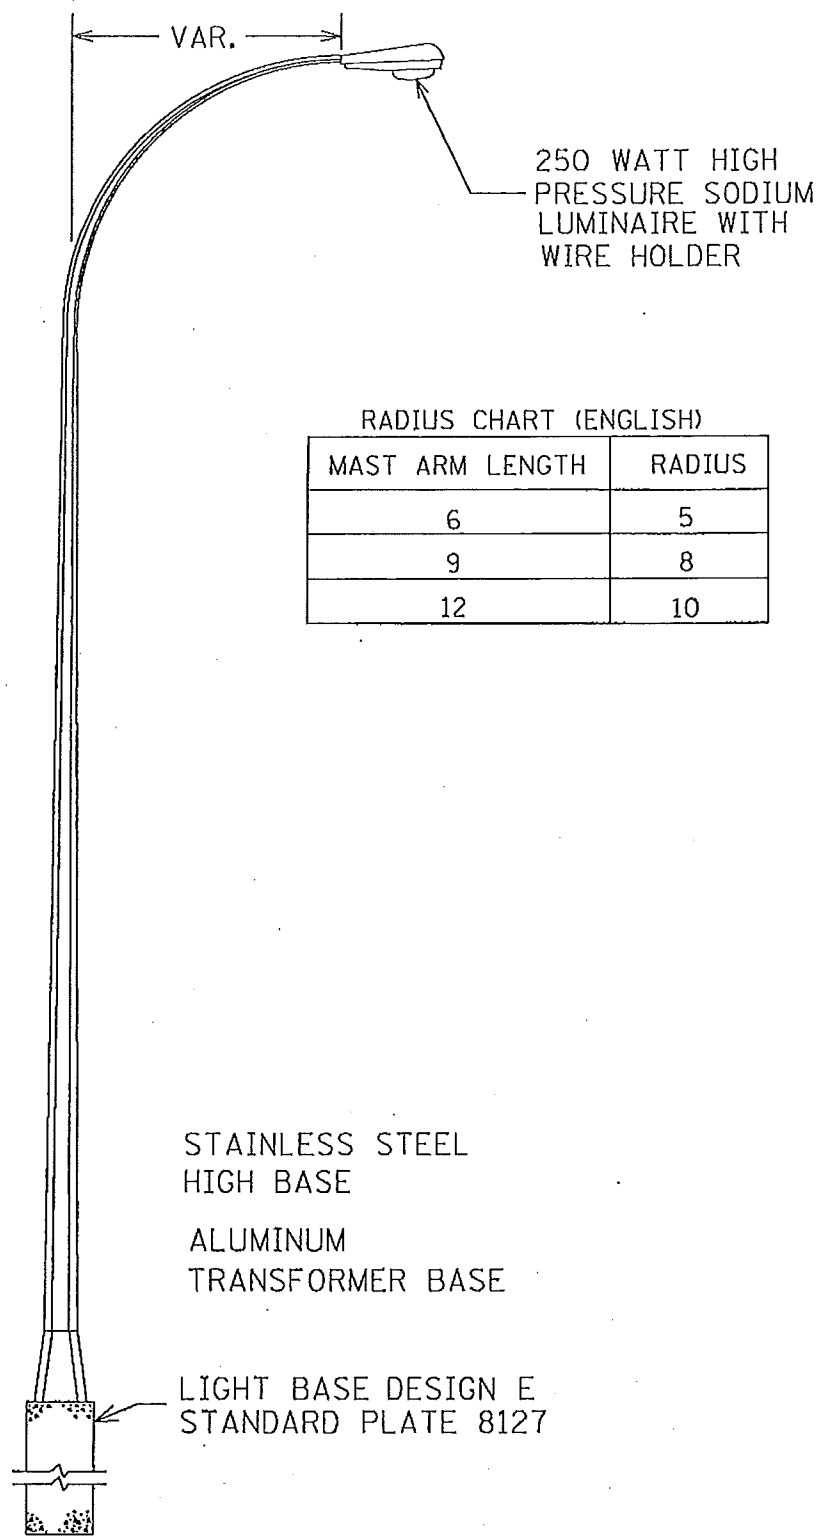 VAR.
250 WATT HIGH
PRESSURE SODIUM
LUMINAIRE WITH
WIRE HOLDER
RADIUS CHART (ENGLISH)
MAST ARM LENGTH RADIUS
6 5
9 8
12 10
STAINLESS STEEL
HIGH BASE
ALUMINUM
TRANSFORMER BASE
LIGHT BASE DESIGN E
STANDARD PLATE 8127